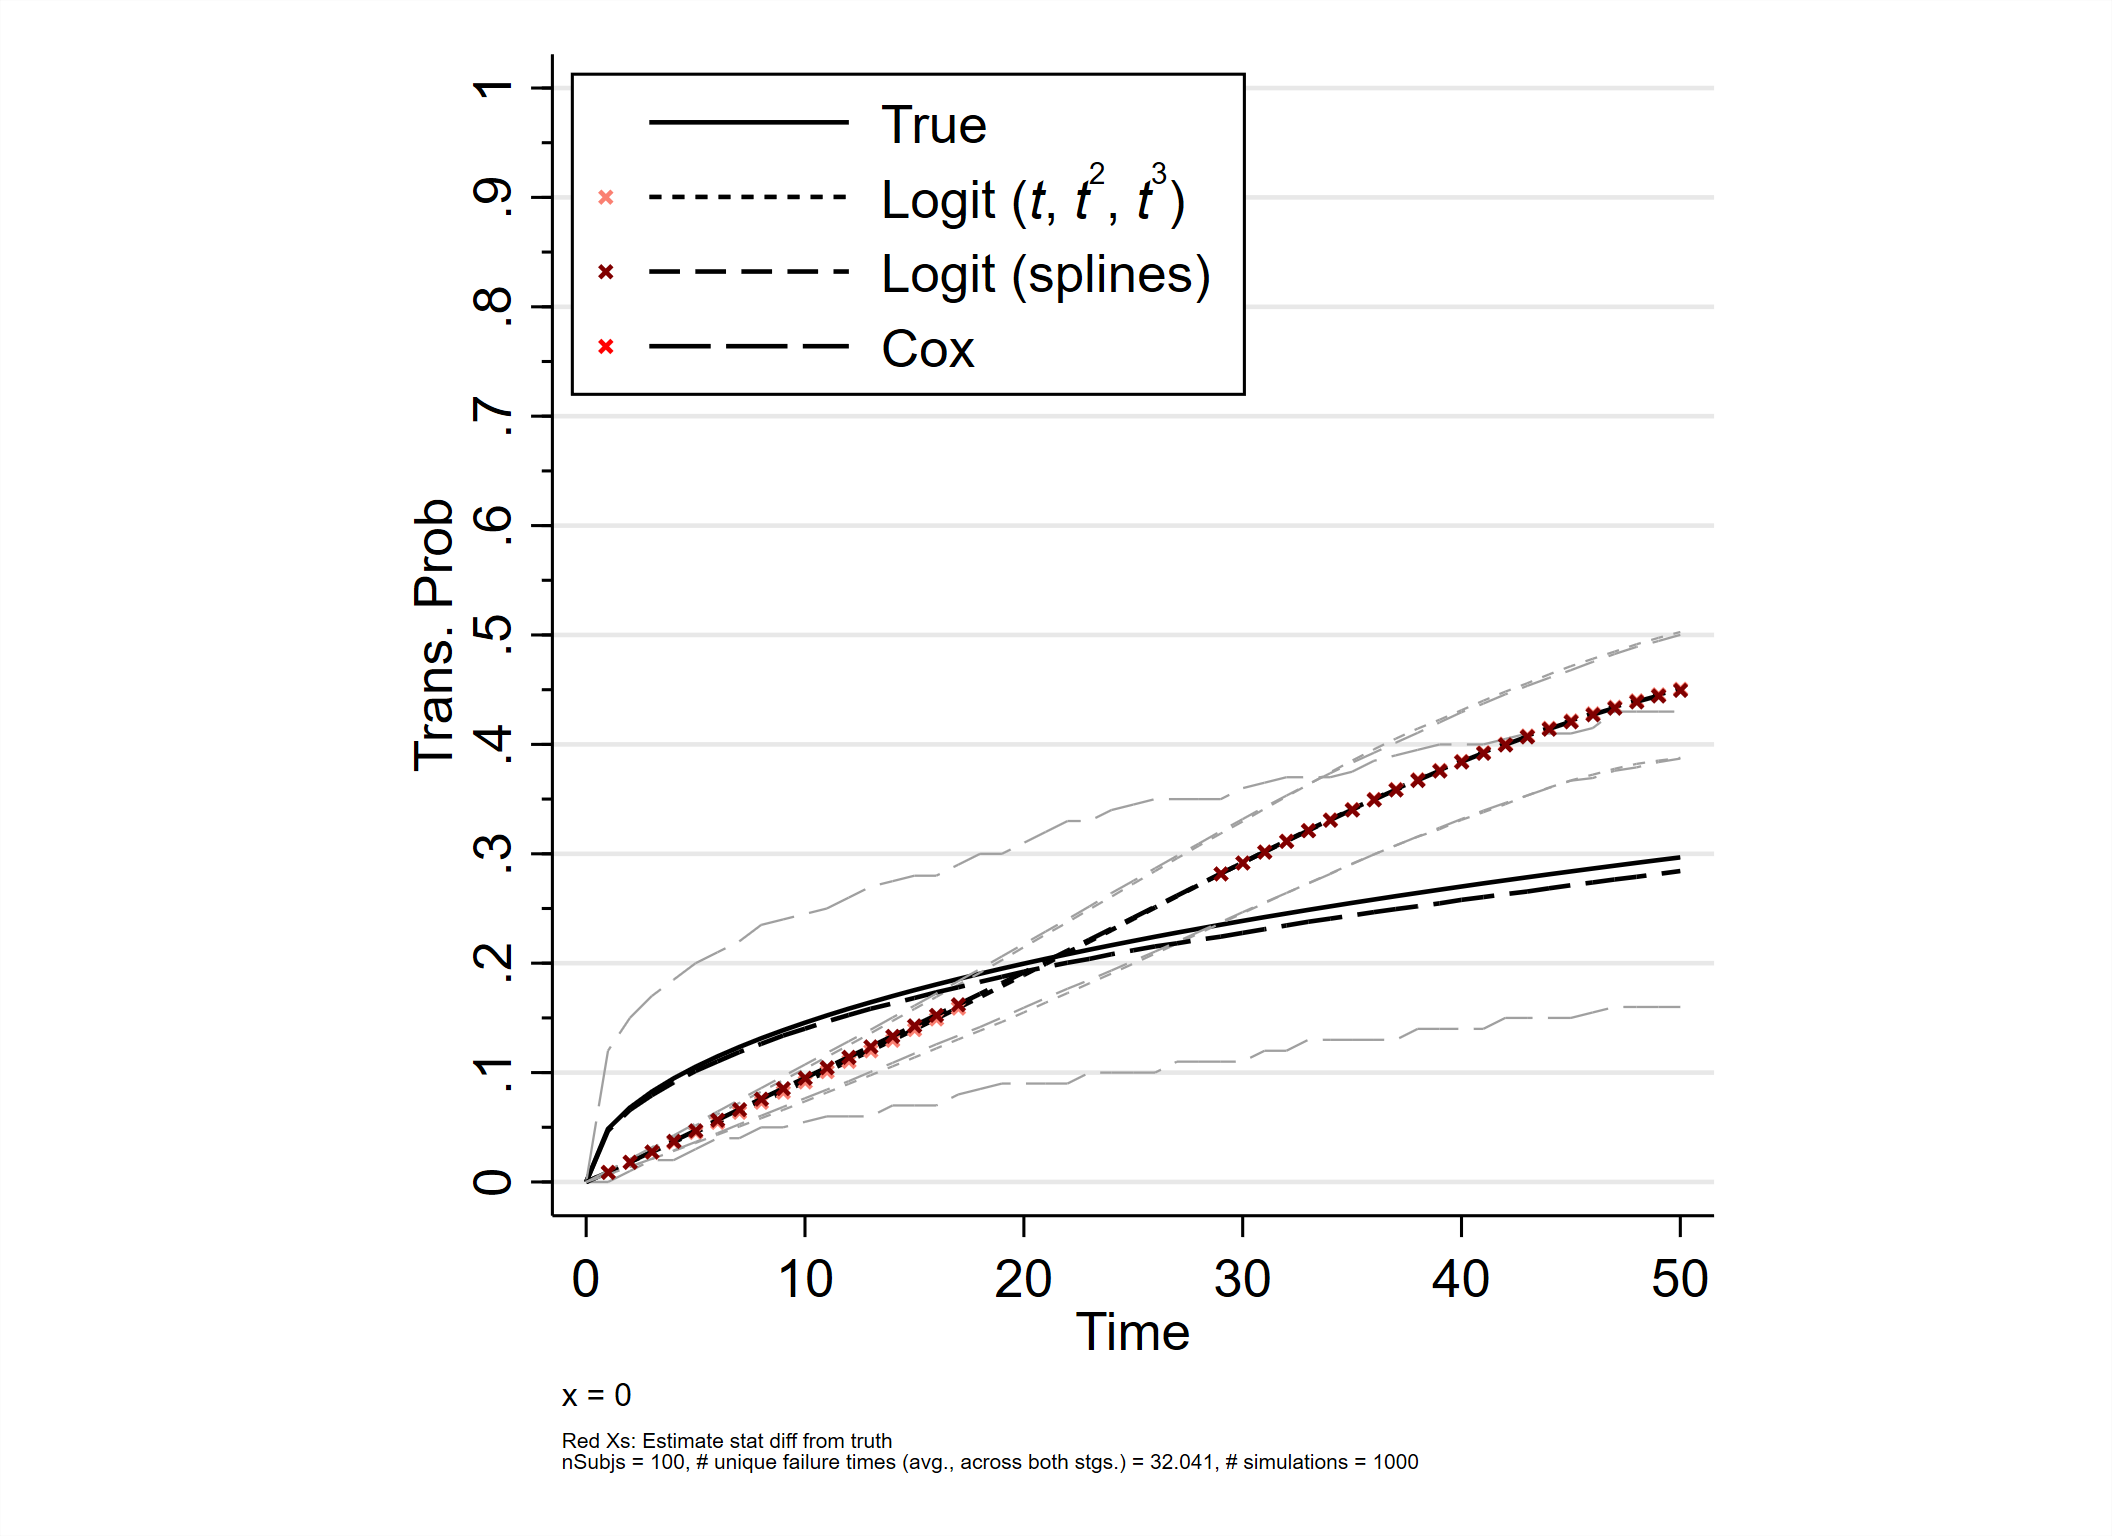 True
Logit (t, t², t³)
Logit (splines)
Cox
Trans. Prob
1
.9
.8
.7
.6
.5
.4
.3
.2
.1
0
0 10 20 30 40 50
Time
x = 0
Red Xs: Estimate stat diff from truth
nSubjs = 100, # unique failure times (avg., across both stgs.) = 32.041, # simulations = 1000